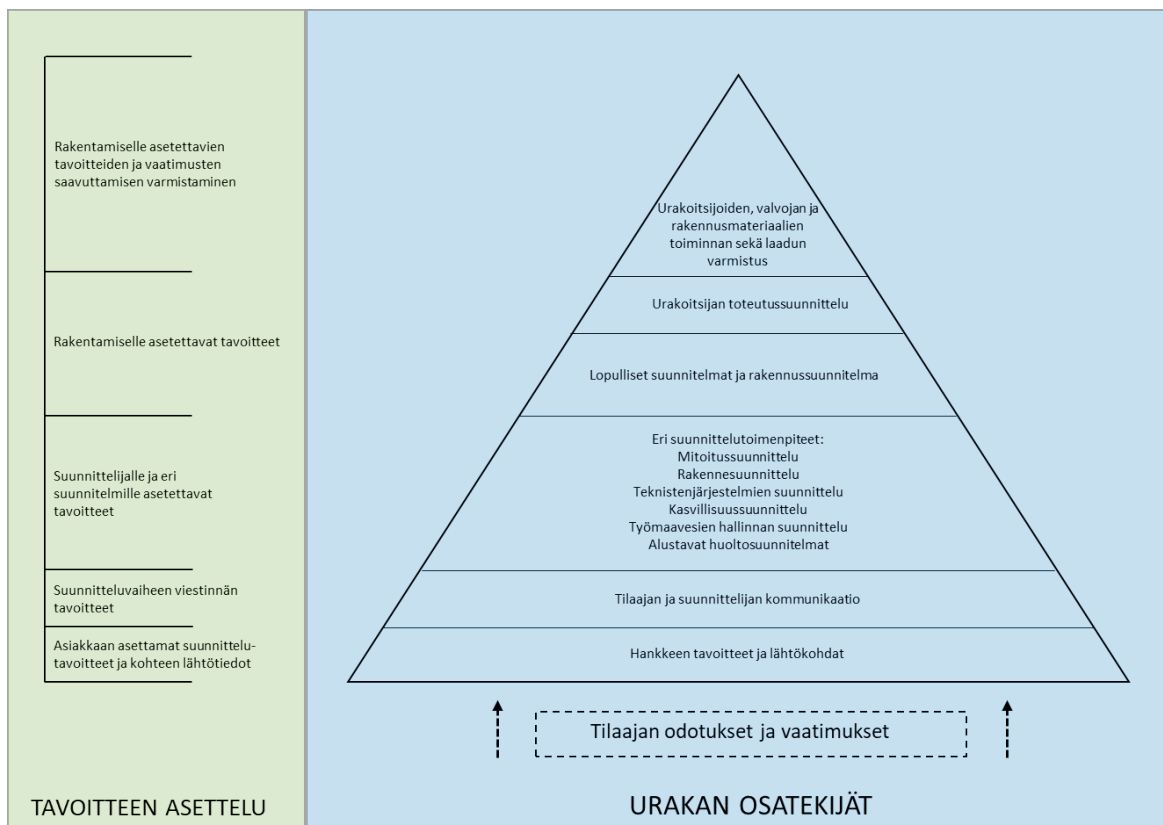 Rakentamiselle asetettavien
tavoitteiden ja vaatimusten
saavuttamisen varmistaminen
Rakentamiselle asetettavat tavoitteet
Suunnittelijalle ja eri
suunnitelmille asetettavat
tavoitteet
Suunnitteluvaiheen viestinnän
tavoitteet
Asiakkaan asettamat suunnittelu-
tavoitteet ja kohteen lähtötiedot
TAVOITTEEN ASETTELU
Urakoitsijoiden, valvojan ja
rakennusmateriaalien
toiminnan sekä laadun
varmistus
Urakoitsijan toteutussuunnittelu
Lopulliset suunnitelmat ja rakennussuunnitelma
Eri suunnittelutoimenpiteet:
Mitoitussuunnittelu
Rakennesuunnittelu
Teknistenjärjestelmien suunnittelu
Kasvillisuussuunnittelu
Työmaavesien hallinnan suunnittelu
Alustavat huoltosuunnitelmat
Tilaajan ja suunnittelijan kommunikaatio
Hankkeen tavoitteet ja lähtökohdat
Tilaajan odotukset ja vaatimukset
URAKAN OSATEKIJÄT